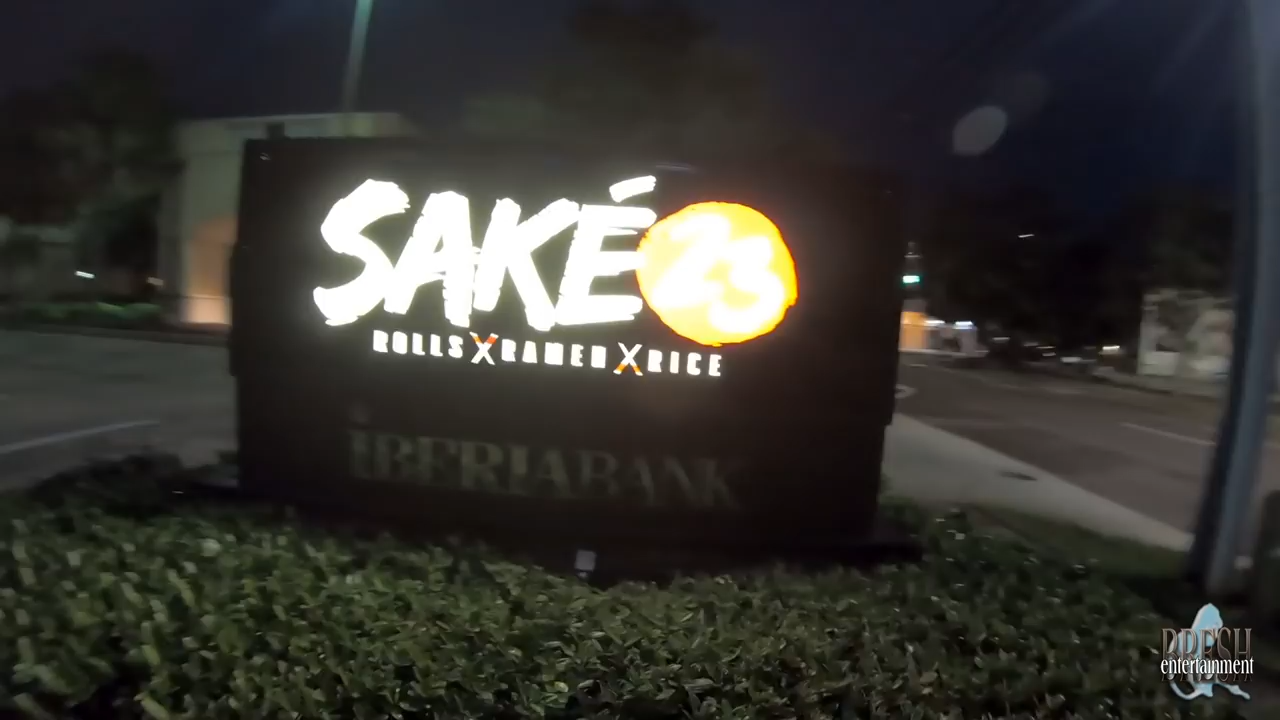 SAKÉ 23
ROLLS X RAMEN X RICE
IBERIABANK
BRESH
entertainment